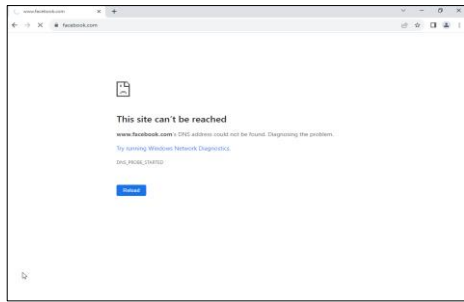 www.facebook.com
facebook.com
This site can't be reached
www.facebook.com's DNS address could not be found. Diagnosing the problem.
Try running Windows Network Diagnostics.
DNS_PROBE_STARTED
Reload